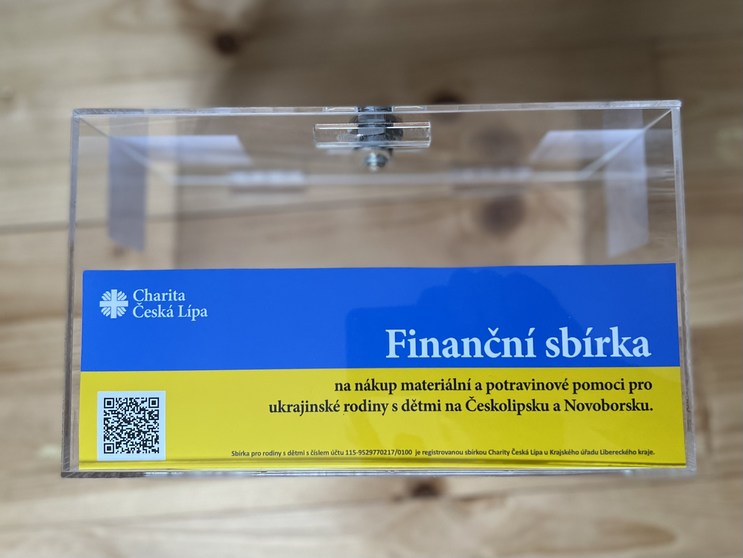 Charita
Česká Lípa
Finanční sbírka
na nákup materiální a potravinové pomoci pro
ukrajinské rodiny s dětmi na Českolipsku a Novoborsku.
Sbírka pro rodiny s dětmi s číslem účtu 115-9529770217/0100 je registrovanou sbírkou Charity Česká Lípa u Krajského úřadu Libereckého kraje.